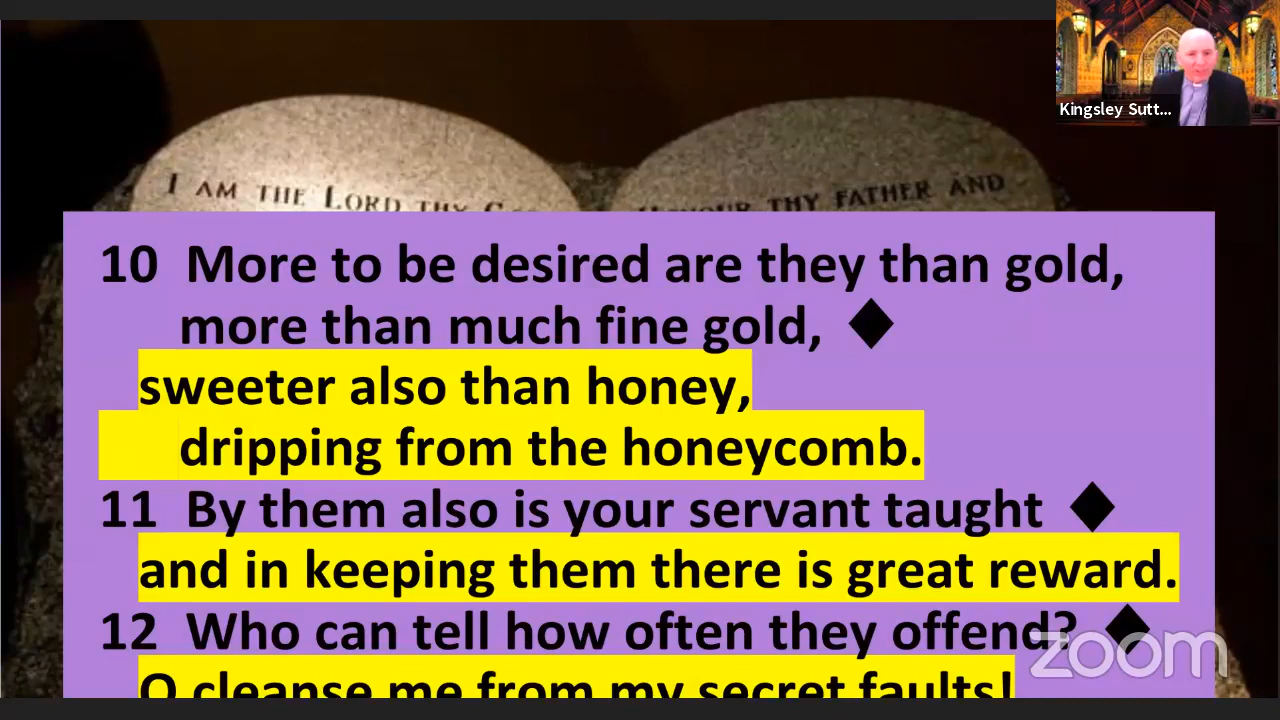 Kingsley Sutt...
I AM THE LORD THY
HONOUR THY FATHER AND
10 More to be desired are they than gold,
more than much fine gold, ♦
sweeter also than honey,
dripping from the honeycomb.
11 By them also is your servant taught ♦
and in keeping them there is great reward.
12 Who can tell how often they offend? ♦
O cleanse me from my secret faults!
zoom